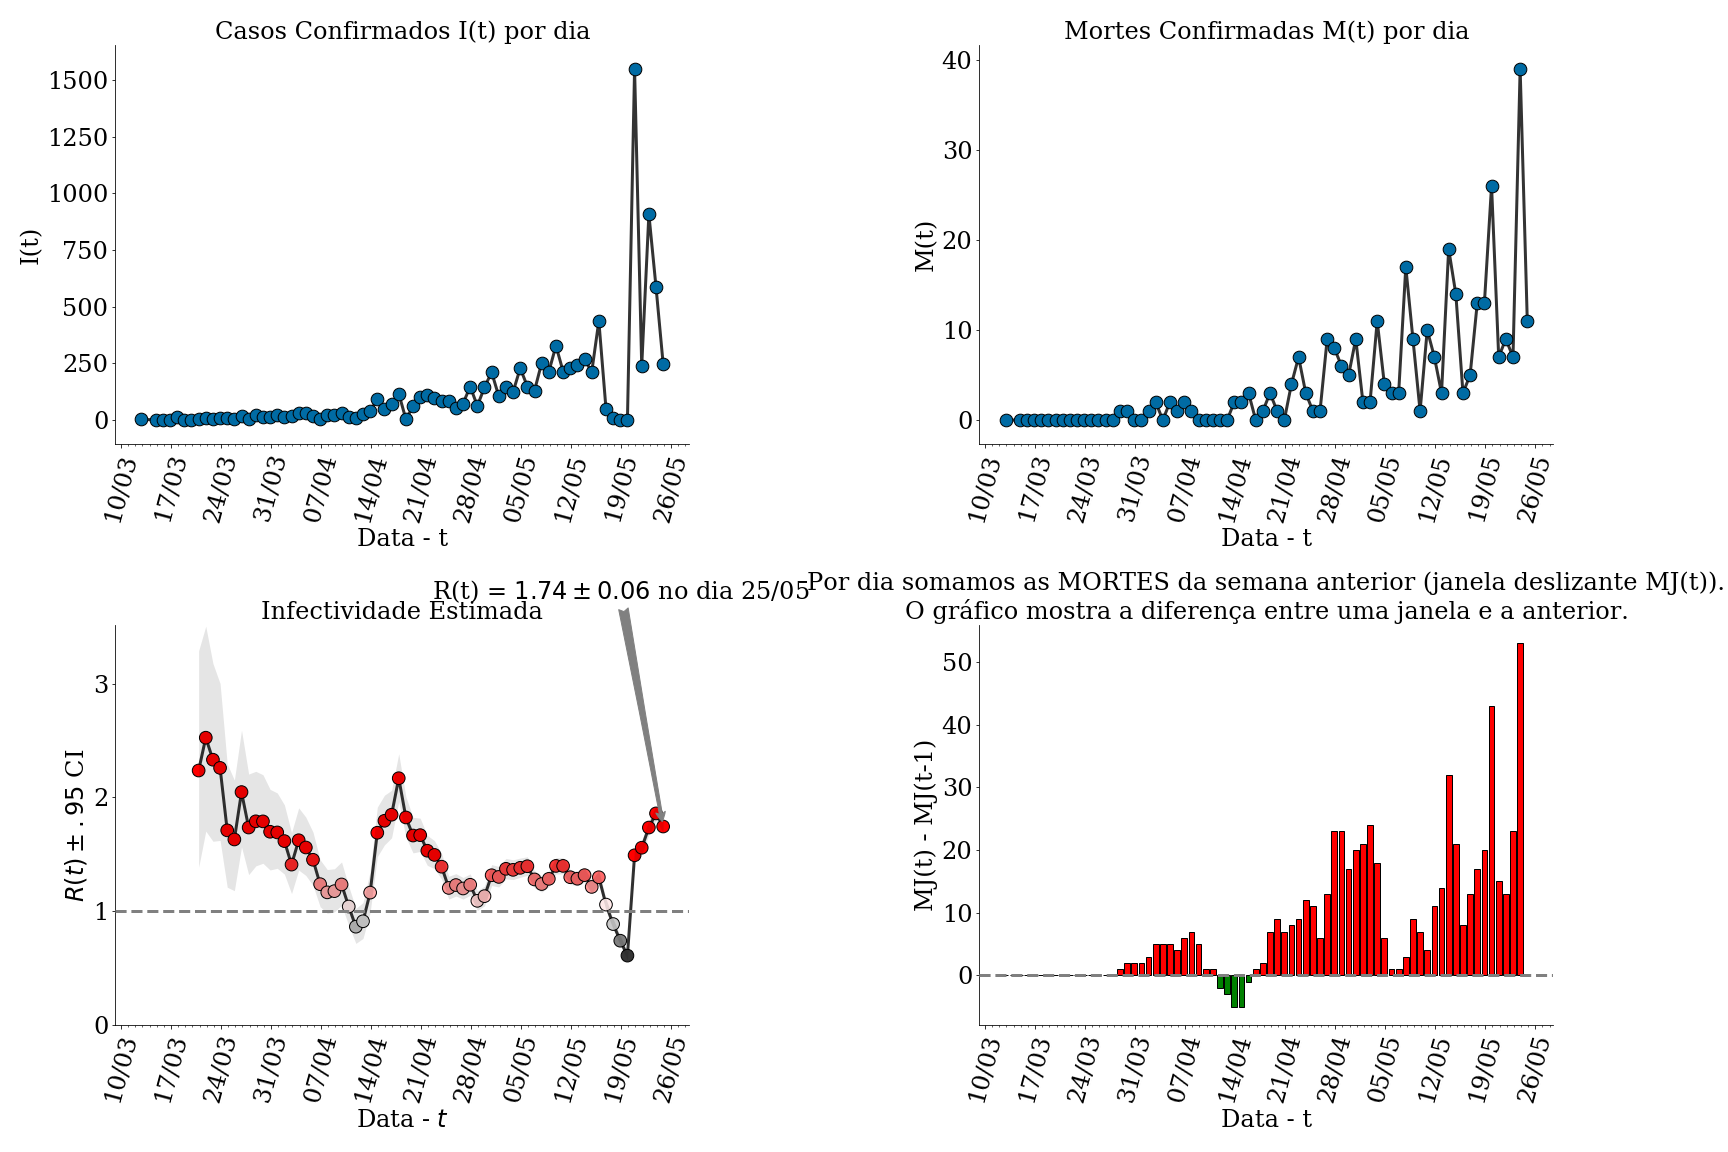 Casos Confirmados I(t) por dia
1500
1250
1000
750
500
250
0
I(t)
10/03 17/03 24/03 31/03 07/04 14/04 21/04 28/04 05/05 12/05 19/05 26/05
Data - t
Mortes Confirmadas M(t) por dia
40
30
20
10
0
M(t)
10/03 17/03 24/03 31/03 07/04 14/04 21/04 28/04 05/05 12/05 19/05 26/05
Data - t
R(t) = 1.74 ± 0.06 no dia 25/05
Infectividade Estimada
3
2
1
0
R(t) ± .95 CI
10/03 17/03 24/03 31/03 07/04 14/04 21/04 28/04 05/05 12/05 19/05 26/05
Data - t
Por dia somamos as MORTES da semana anterior (janela deslizante MJ(t)).
O gráfico mostra a diferença entre uma janela e a anterior.
50
40
30
20
10
0
MJ(t) - MJ(t-1)
10/03 17/03 24/03 31/03 07/04 14/04 21/04 28/04 05/05 12/05 19/05 26/05
Data - t